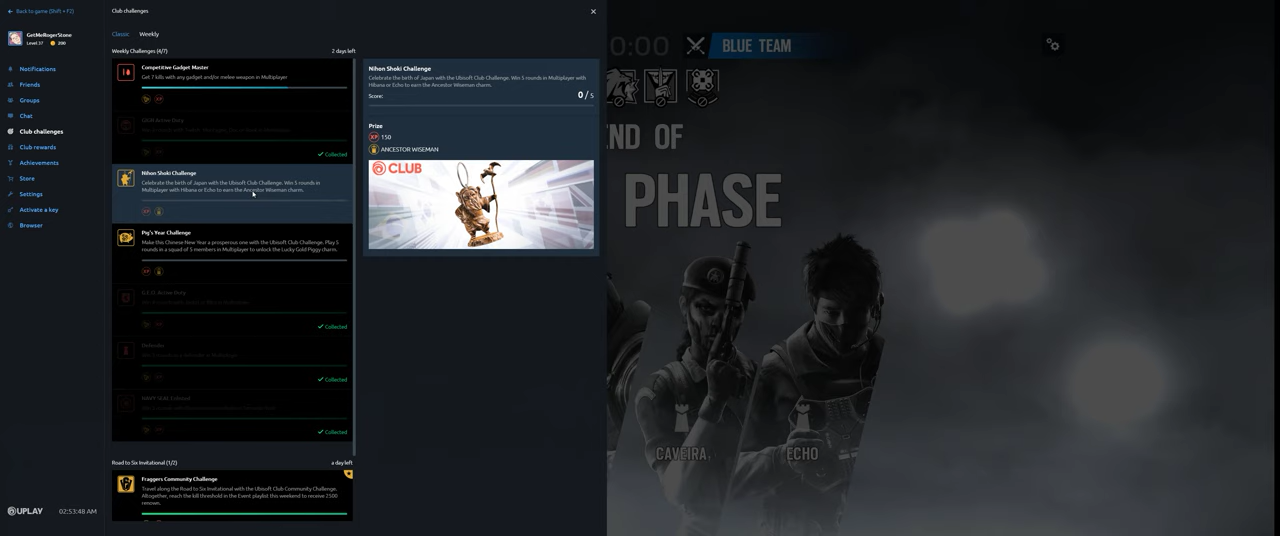 Back to game (Shift + F2)
GetMeRogerStone
Level 37
200
Notifications
Friends
Groups
Chat
Club challenges
Club rewards
Achievements
Store
Settings
Activate a key
Browser
UPLAY
02:53:48 AM
Club challenges
Classic
Weekly
Weekly Challenges (4/7)
2 days left
Competitive Gadget Master
Get 7 kills with any gadget and/or melee weapon in Multiplayer
XP
Collected
Nihon Shoki Challenge
Celebrate the birth of Japan with the Ubisoft Club Challenge. Win 5 rounds in
Multiplayer with Hibana or Echo to earn the Ancestor Wiseman charm.
XP
Pig's Year Challenge
Make this Chinese New Year a prosperous one with the Ubisoft Club Challenge. Play 5
rounds in a squad of 5 members in Multiplayer to unlock the Lucky Gold Piggy charm.
XP
G.E.O. Active Duty
Collected
Defender
Collected
Collected
Road to Six Invitational (1/2)
a day left
Fraggers Community Challenge
Travel along the Road to Six Invitational with the Ubisoft Club Community Challenge.
Altogether, reach the kill threshold in the Event playlist this weekend to receive 2500
renown.
Nihon Shoki Challenge
Celebrate the birth of Japan with the Ubisoft Club Challenge. Win 5 rounds in Multiplayer with
Hibana or Echo to earn the Ancestor Wiseman charm.
Score:
0 / 5
Prize
XP 150
ANCESTOR WISEMAN
CLUB
0:00
BLUE TEAM
ND OF
PHASE
CAVEIRA
ECHO